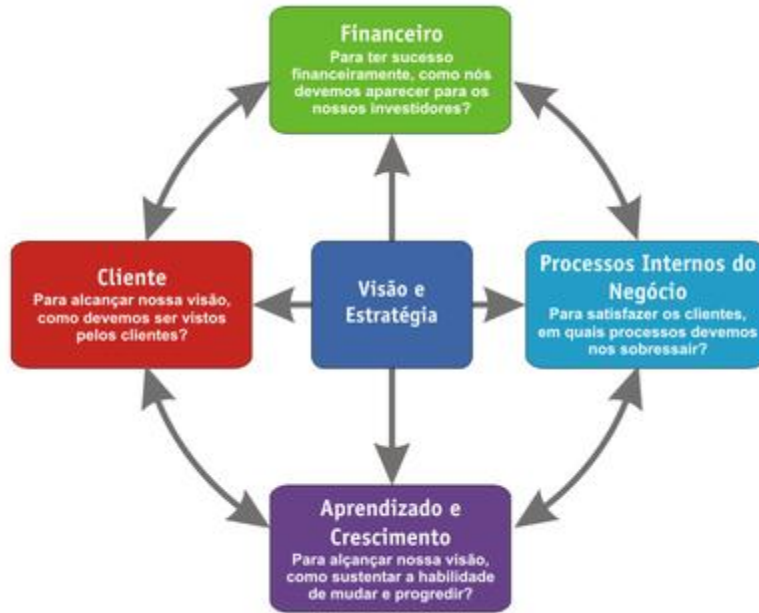 Financeiro
Para ter sucesso
financeiramente, como nós
devemos aparecer para os
nossos investidores?
Cliente
Para alcançar nossa visão,
como devemos ser vistos
pelos clientes?
Visão e
Estratégia
Processos Internos do
Negócio
Para satisfazer os clientes,
em quais processos devemos
nos sobressair?
Aprendizado e
Crescimento
Para alçançar nossa visão,
como sustentar a habilidade
de mudar e progredir?